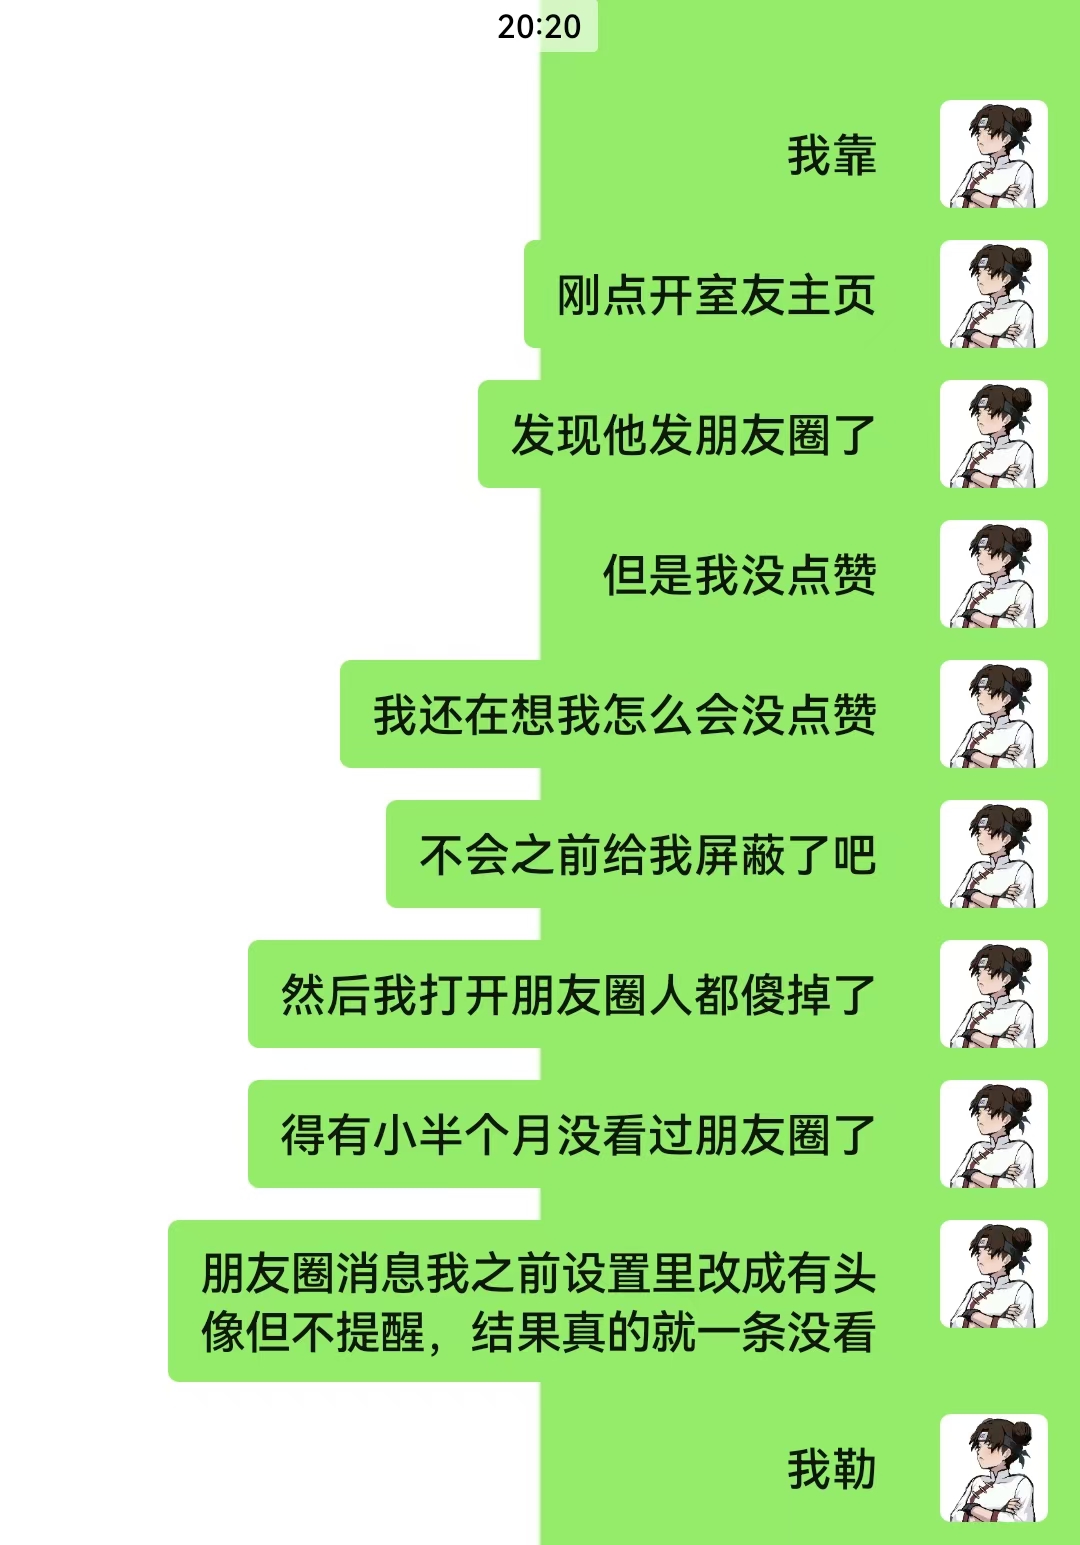 20:20
我靠
刚点开室友主页
发现他发朋友圈了
但是我没点赞
我还在想我怎么会没点赞
不会之前给我屏蔽了吧
然后我打开朋友圈人都傻掉了
得有小半个月没看过朋友圈了
朋友圈消息我之前设置里改成有头
像但不提醒，结果真的就一条没看
我勒